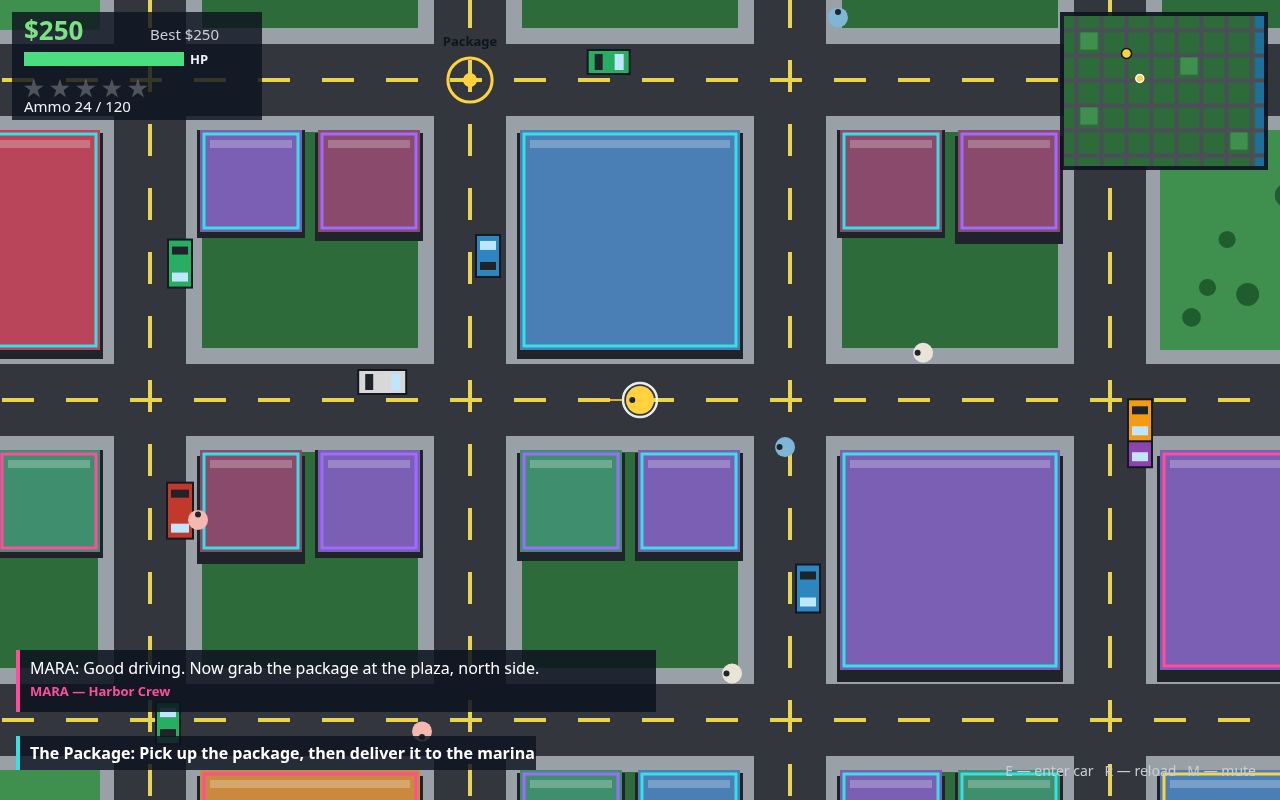 $250
Best $250
HP
Ammo 24 / 120
Package
MARA: Good driving. Now grab the package at the plaza, north side.
MARA — Harbor Crew
The Package: Pick up the package, then deliver it to the marina
E — enter car R — reload M — mute